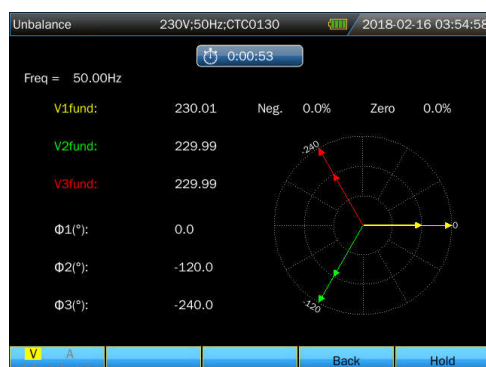 Unbalance 230V;50Hz;CTC0130 2018-02-16 03:54:58
0:00:53
Freq = 50.00Hz
V1fund: 230.01 Neg. 0.0% Zero 0.0%
V2fund: 229.99
V3fund: 229.99
Φ1(°): 0.0
Φ2(°): -120.0
Φ3(°): -240.0
-240
0
-120
V A
Back Hold